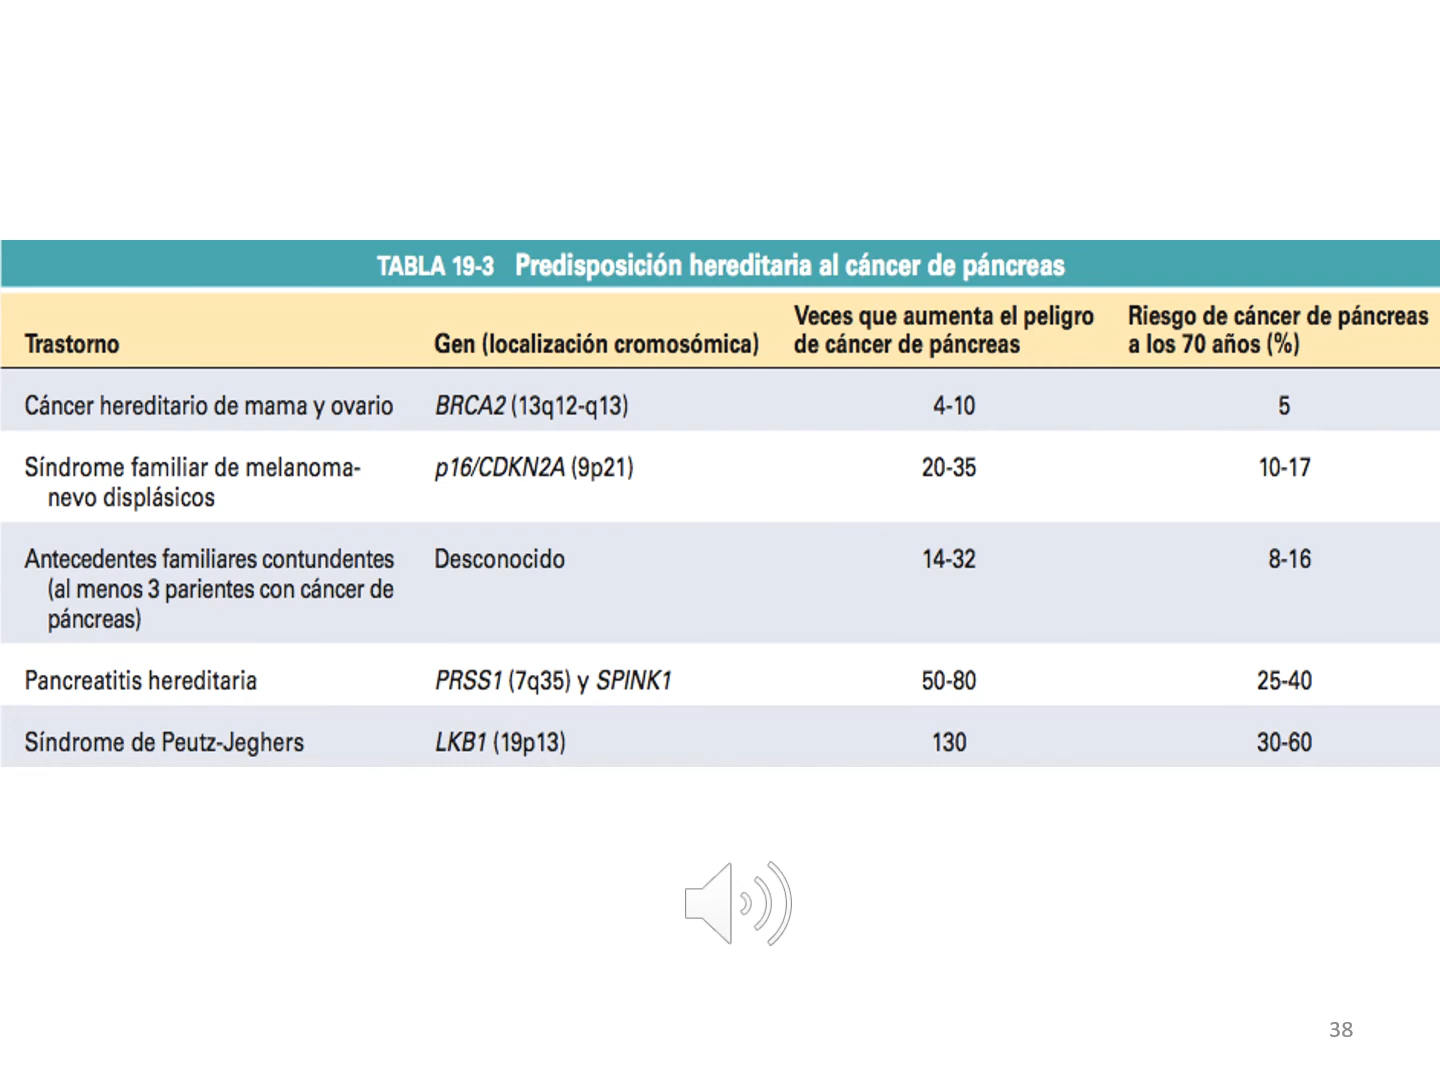 TABLA 19-3 Predisposición hereditaria al cáncer de páncreas
Trastorno
Gen (localización cromosómica)
Veces que aumenta el peligro
de cáncer de páncreas
Riesgo de cáncer de páncreas
a los 70 años (%)
Cáncer hereditario de mama y ovario BRCA2 (13q12-q13) 4-10 5
Síndrome familiar de melanoma- p16/CDKN2A (9p21) 20-35 10-17
nevo displásicos
Antecedentes familiares contundentes Desconocido 14-32 8-16
(al menos 3 parientes con cáncer de
páncreas)
Pancreatitis hereditaria PRSS1 (7q35) y SPINK1 50-80 25-40
Síndrome de Peutz-Jeghers LKB1 (19p13) 130 30-60
38